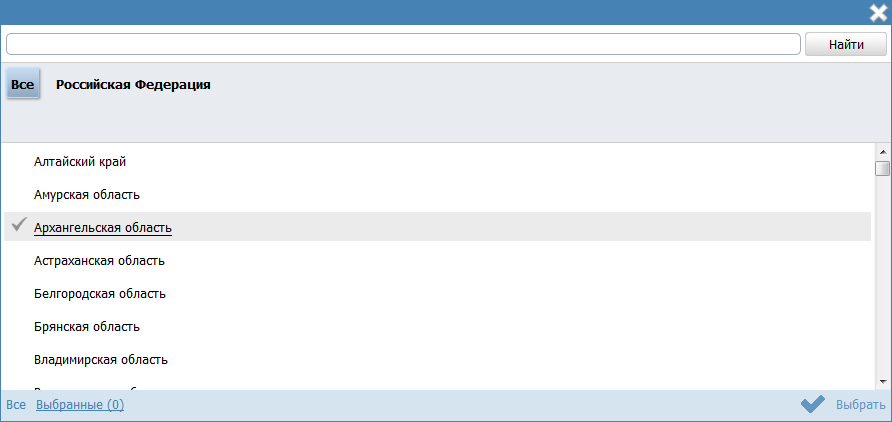 Найти
Все Российская Федерация
Алтайский край
Амурская область
Архангельская область
Астраханская область
Белгородская область
Брянская область
Владимирская область
Все Выбранные (0) Выбрать